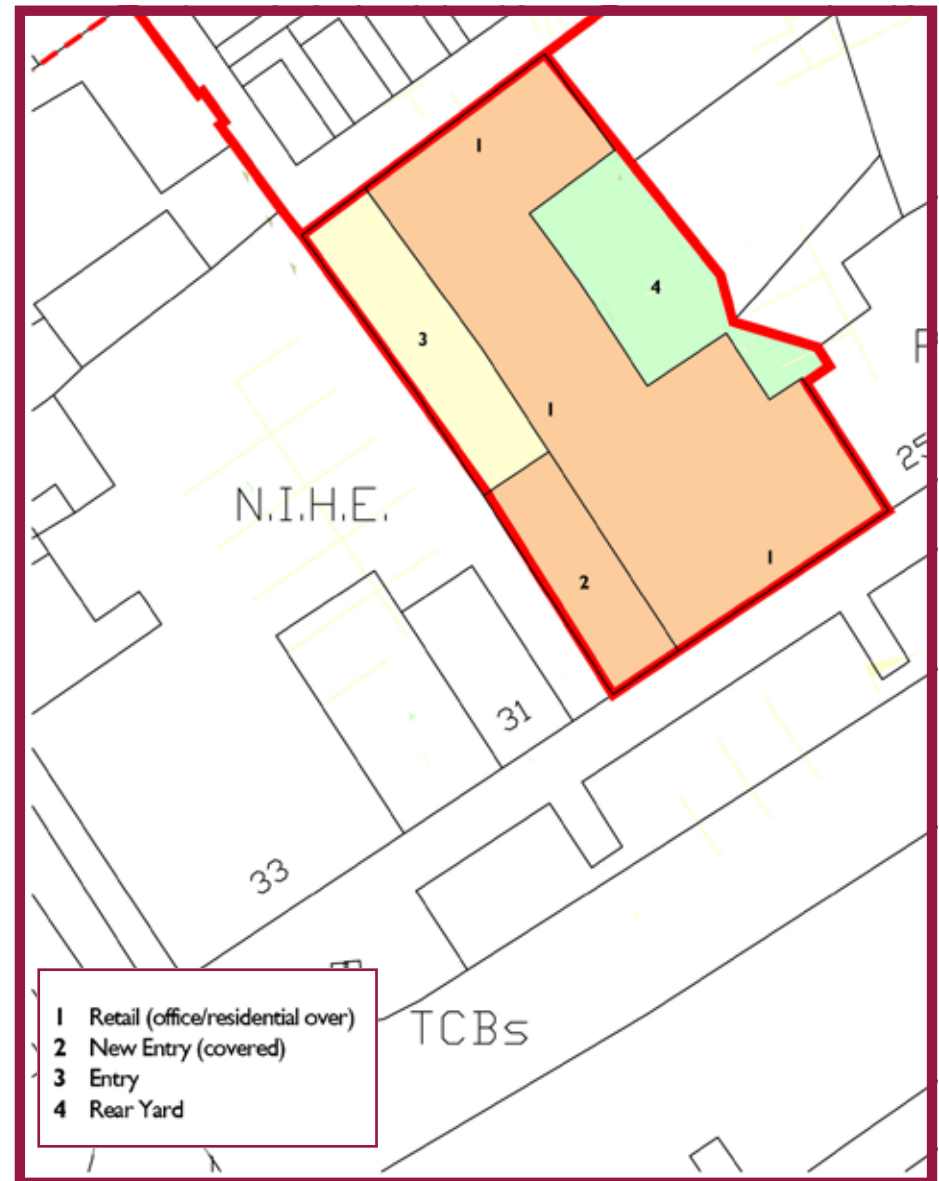 1
4
3
1
25
N.I.H.E.
1
2
31
33
TCBs
1 Retail (office/residential over)
2 New Entry (covered)
3 Entry
4 Rear Yard